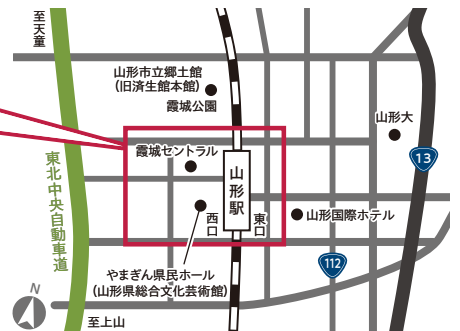 至天童
山形市立郷土館
(旧済生館本館)
霞城公園
山形大
霞城セントラル
13
山形駅
東北中央自動車道
西口
東口
山形国際ホテル
やまぎん県民ホール
(山形県総合文化芸術館)
112
N
至上山